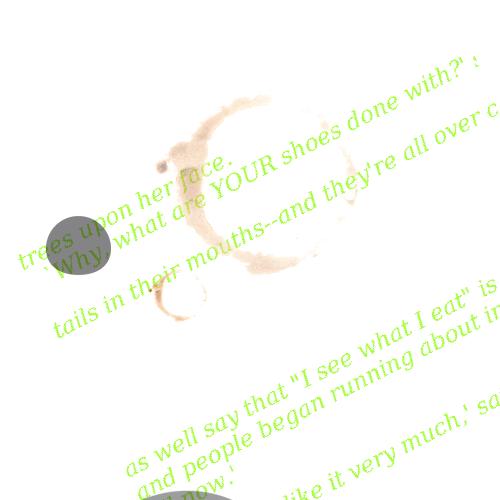 trees upon her face.
`Why, what are YOUR shoes done with?' s
tails in their mouths--and they're all over c
as well say that "I see what I eat" is
and people began running about in
now.'
like it very much,' sa